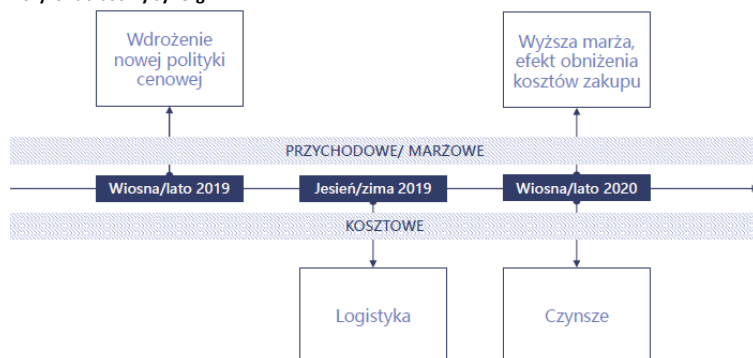 Wdrożenie
nowej polityki
cenowej
Wyższa marża,
efekt obniżenia
kosztów zakupu
PRZYCHODOWE/ MARŻOWE
Wiosna/lato 2019
Jesień/zima 2019
Wiosna/lato 2020
KOSZTOWE
Logistyka
Czynsze